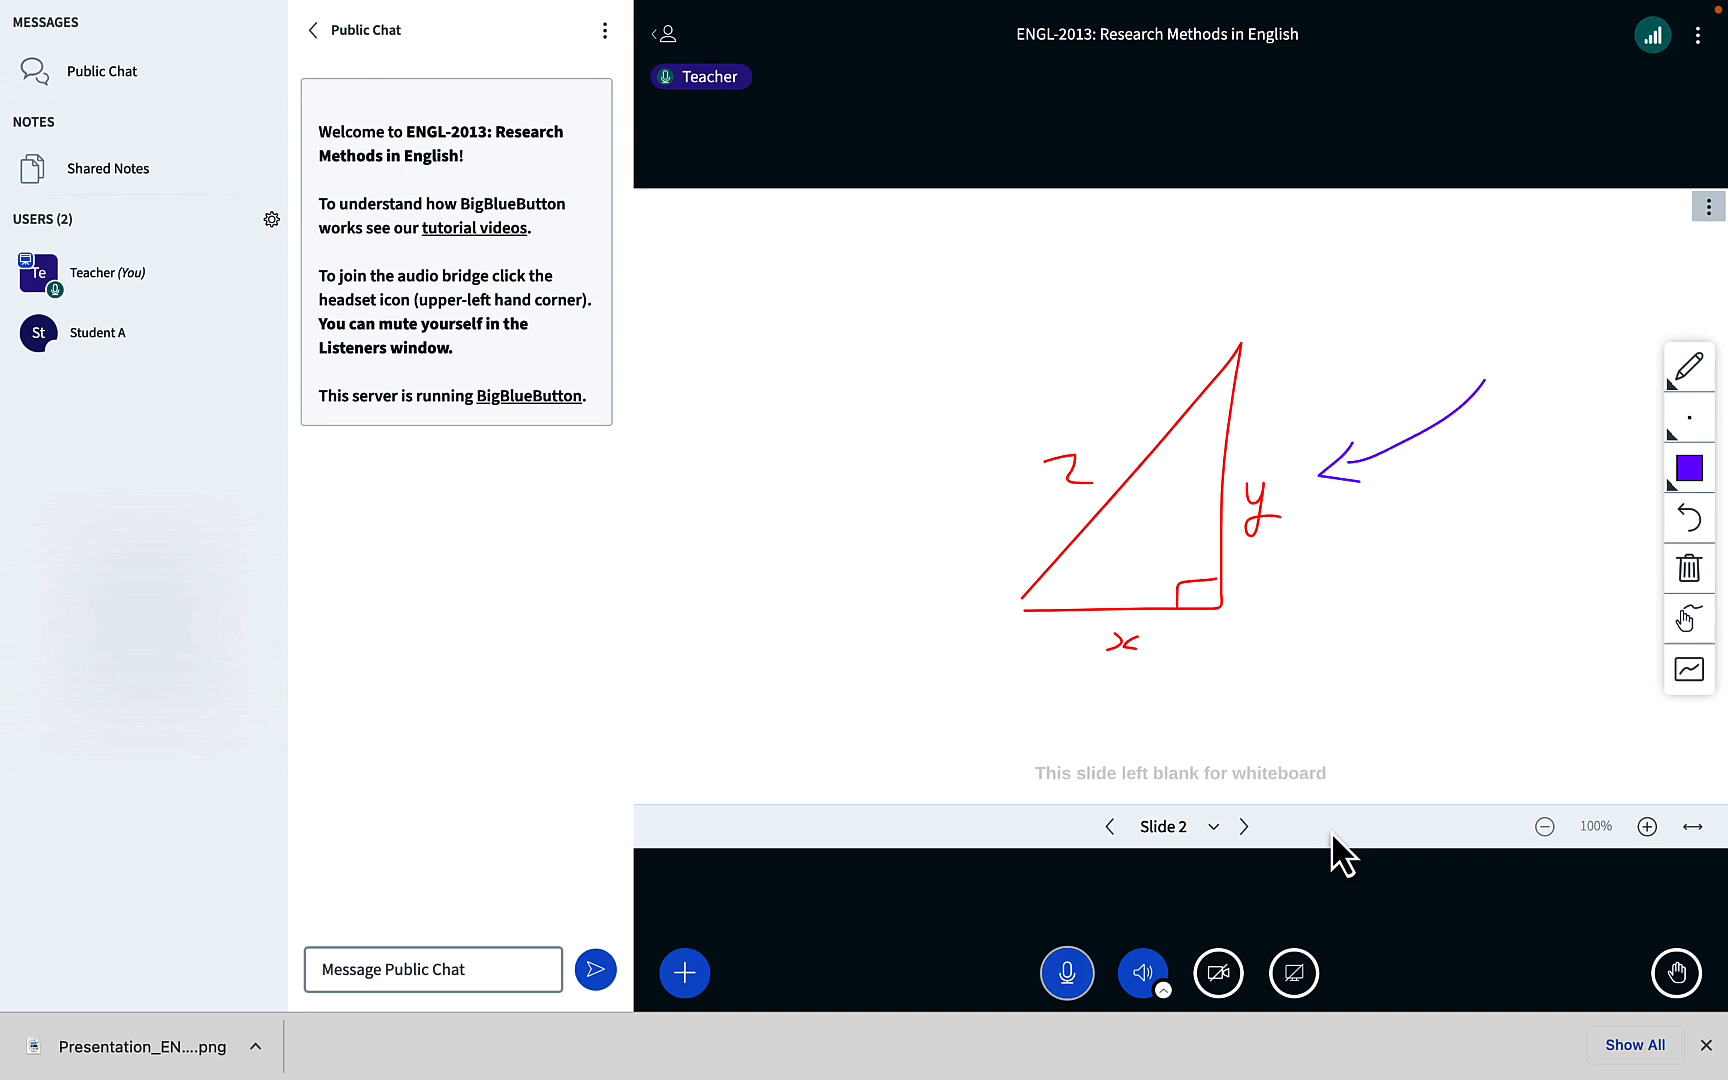 MESSAGES
Public Chat
NOTES
Shared Notes
USERS (2)
Te
Teacher (You)
St
Student A
Public Chat
Welcome to ENGL-2013: Research
Methods in English!
To understand how BigBlueButton
works see our tutorial videos.
To join the audio bridge click the
headset icon (upper-left hand corner).
You can mute yourself in the
Listeners window.
This server is running BigBlueButton.
Message Public Chat
ENGL-2013: Research Methods in English
Teacher
z
y
x
This slide left blank for whiteboard
Slide 2
100%
Presentation_EN....png
Show All